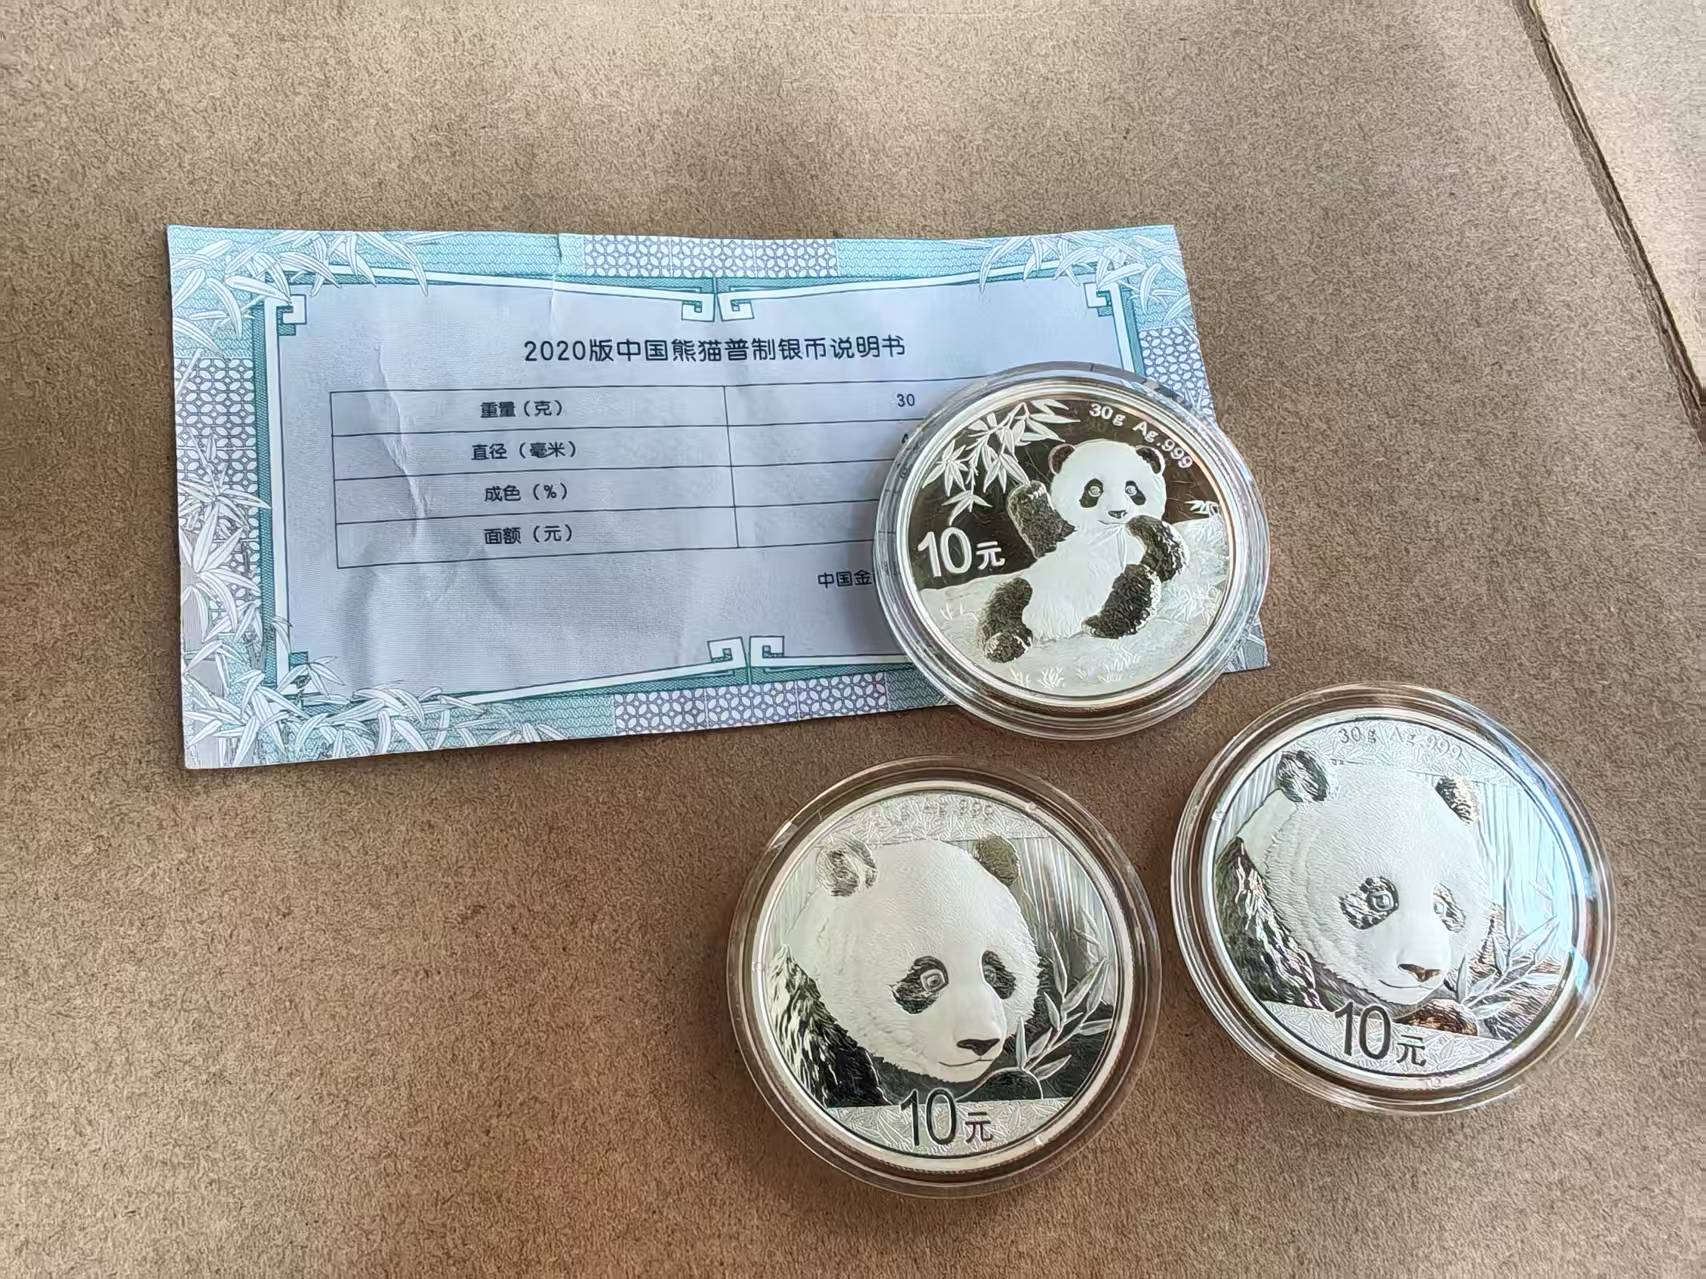 2020版中国熊猫普制银币说明书
重量（克） 30
直径（毫米）
成色（%）
面额（元）
中国金
30g Ag.999
10元
Ag.999
10元
30g Ag.999
10元